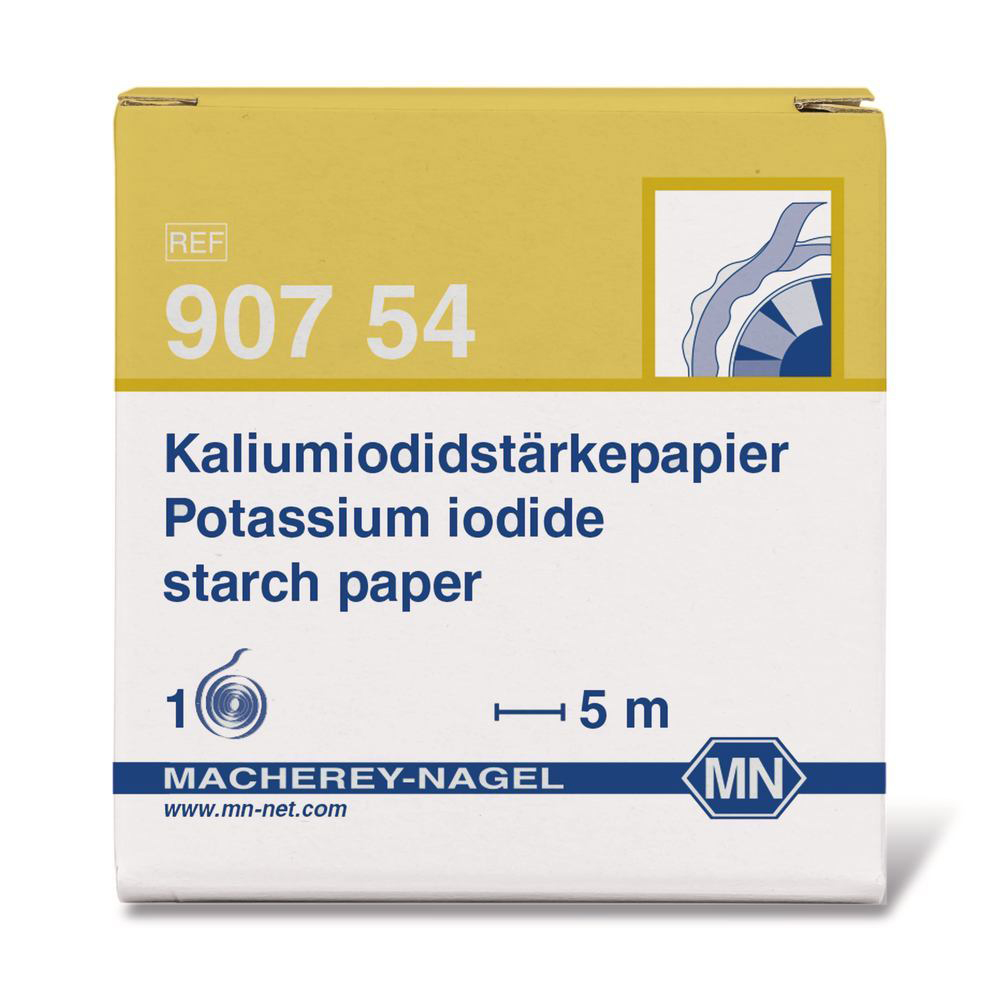 REF
907 54
Kaliumiodidstärkepapier
Potassium iodide
starch paper
1
5 m
MACHEREY-NAGEL
MN
www.mn-net.com